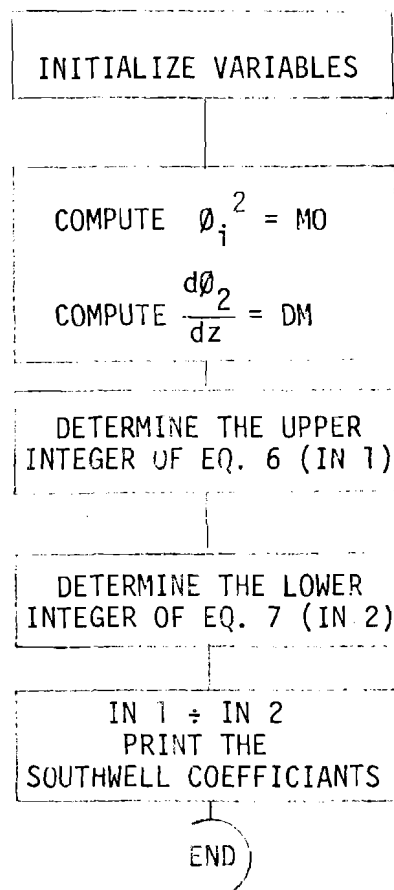 INITIALIZE VARIABLES
COMPUTE Ø_i^2 = MO
COMPUTE dØ_2/dz = DM
DETERMINE THE UPPER
INTEGER OF EQ. 6 (IN 1)
DETERMINE THE LOWER
INTEGER OF EQ. 7 (IN 2)
IN 1 ÷ IN 2
PRINT THE
SOUTHWELL COEFFICIANTS
END